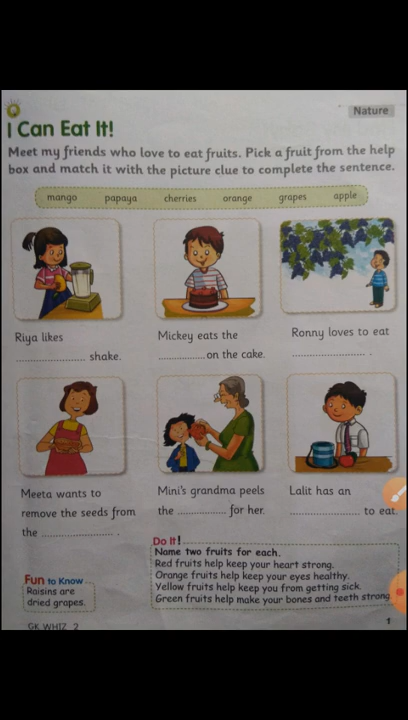 Nature
I Can Eat It!
Meet my friends who love to eat fruits. Pick a fruit from the help
box and match it with the picture clue to complete the sentence.
mango papaya cherries orange grapes apple
Riya likes
.................... shake.
Mickey eats the
.............. on the cake.
Ronny loves to eat
...................... .
Meeta wants to
remove the seeds from
the .................... .
Mini's grandma peels
the .............. for her.
Lalit has an
.................... to eat.
Fun to Know
Raisins are
dried grapes.
Do It!
Name two fruits for each.
Red fruits help keep your heart strong.
Orange fruits help keep your eyes healthy.
Yellow fruits help keep you from getting sick.
Green fruits help make your bones and teeth strong
GK WHIZ 2
1